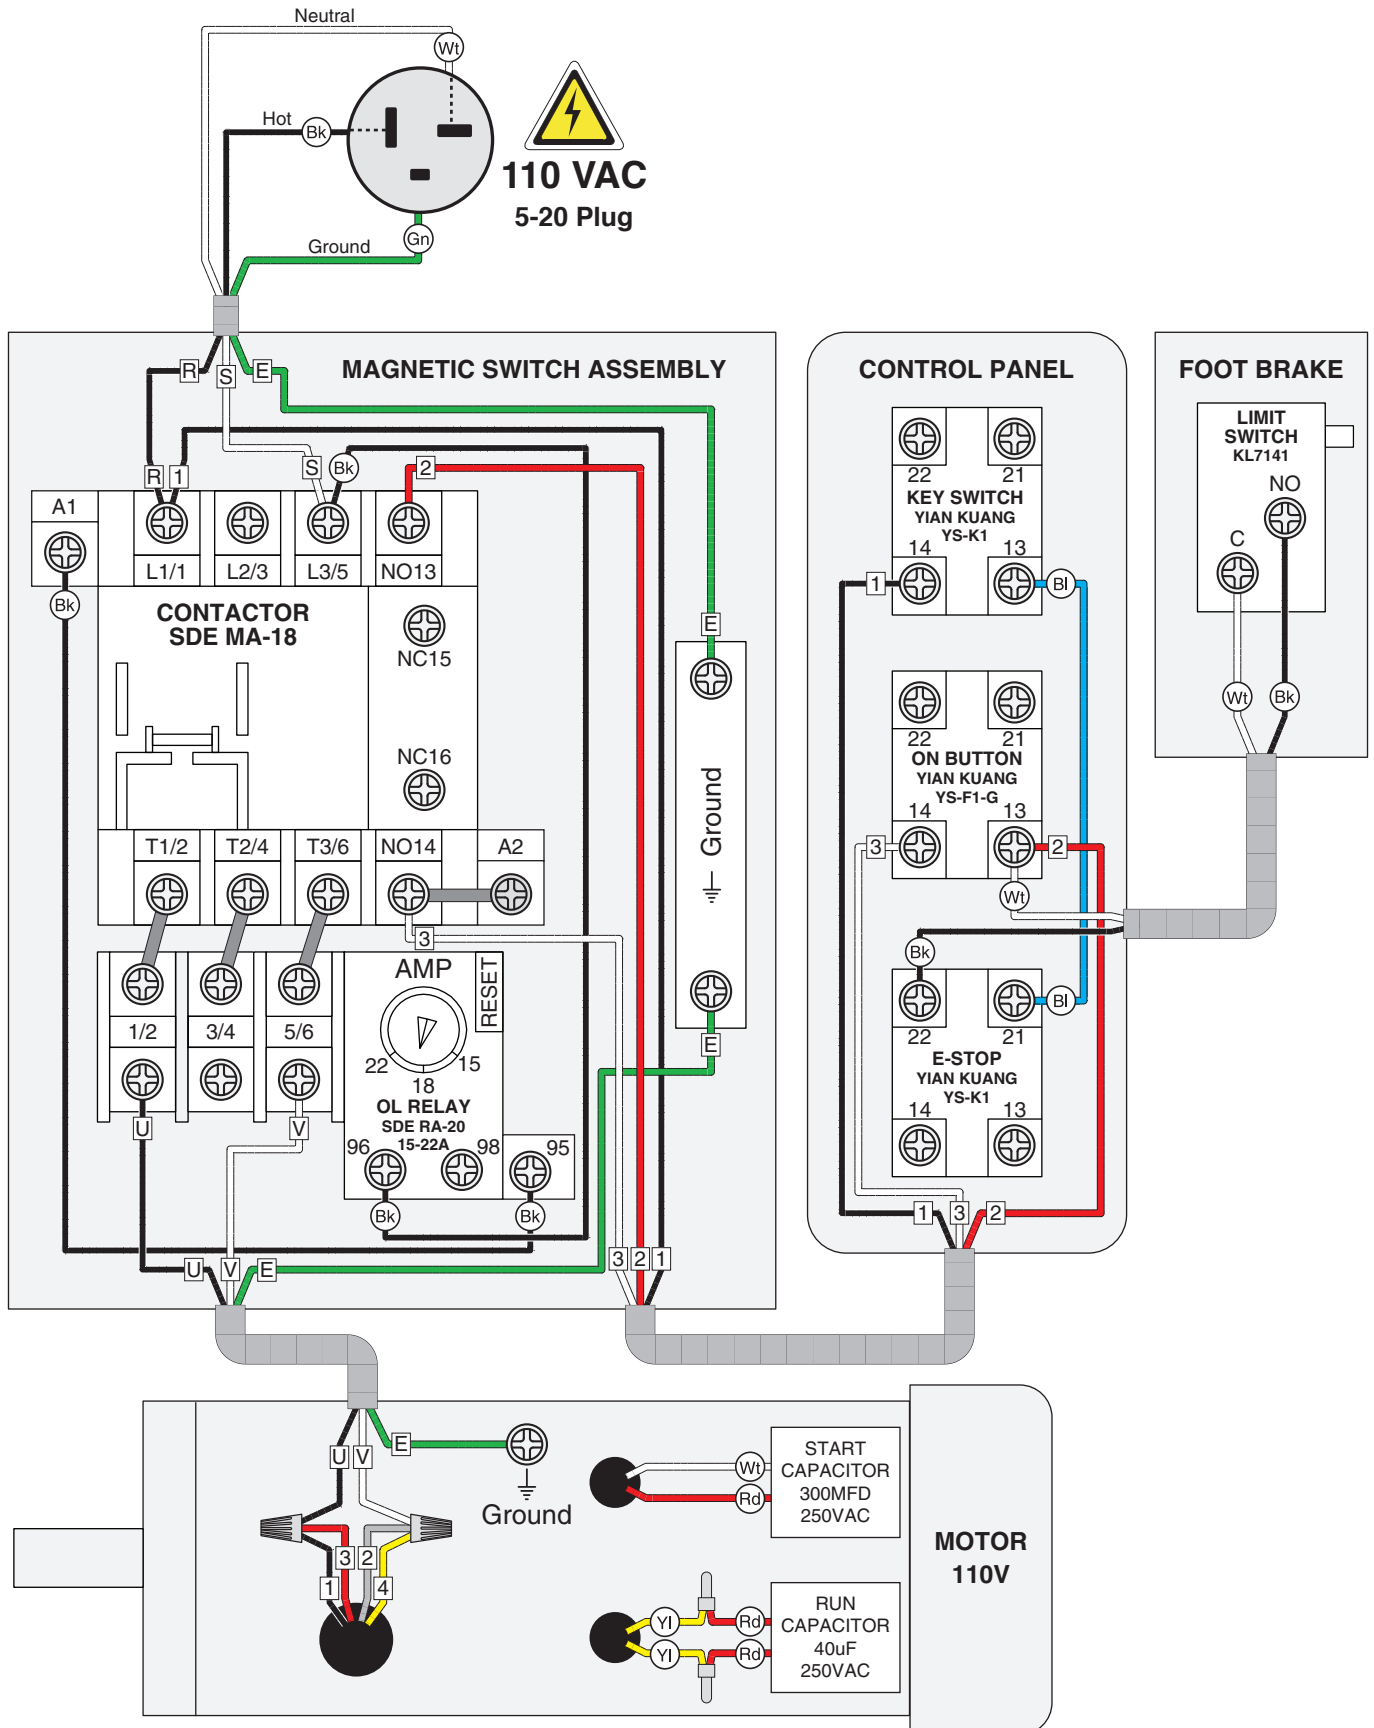 Neutral
Wt
Hot
Bk
110 VAC
5-20 Plug
Gn
Ground
MAGNETIC SWITCH ASSEMBLY
R
S
E
R
1
S
Bk
2
A1
L1/1
L2/3
L3/5
NO13
Bk
CONTACTOR
SDE MA-18
NC15
NC16
E
Ground
T1/2
T2/4
T3/6
NO14
A2
3
AMP
RESET
1/2
3/4
5/6
22
15
18
OL RELAY
SDE RA-20
15-22A
96
98
95
E
U
V
Bk
Bk
U
V
E
3
2
1
CONTROL PANEL
22
21
KEY SWITCH
YIAN KUANG
YS-K1
14
13
1
Bl
22
21
ON BUTTON
YIAN KUANG
YS-F1-G
14
13
3
2
Wt
Bk
Bl
22
21
E-STOP
YIAN KUANG
YS-K1
14
13
1
3
2
FOOT BRAKE
LIMIT
SWITCH
KL7141
NO
C
Wt
Bk
U
V
E
Ground
3
2
1
4
Wt
Rd
START
CAPACITOR
300MFD
250VAC
Yl
Rd
Yl
Rd
RUN
CAPACITOR
40uF
250VAC
MOTOR
110V